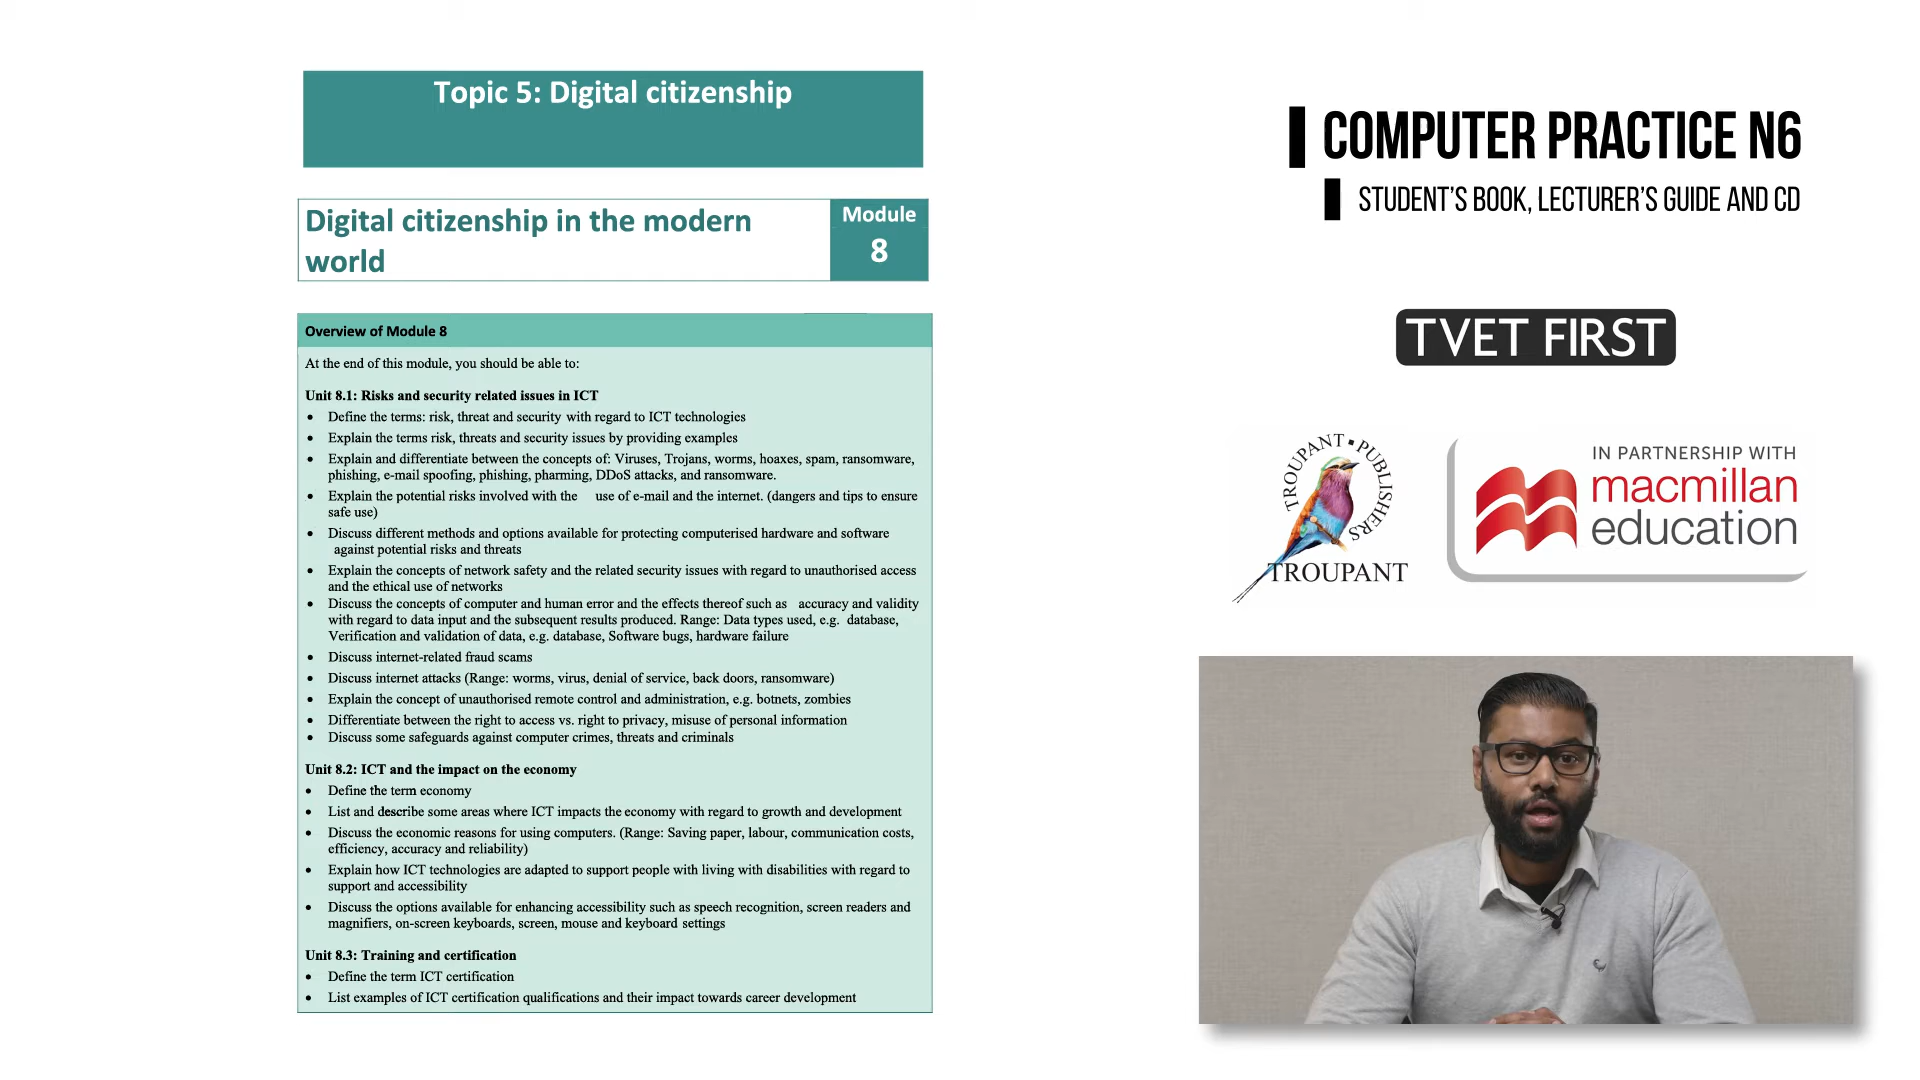 Topic 5: Digital citizenship
Digital citizenship in the modern
world
Module
8
Overview of Module 8
At the end of this module, you should be able to:
Unit 8.1: Risks and security related issues in ICT
• Define the terms: risk, threat and security with regard to ICT technologies
• Explain the terms risk, threats and security issues by providing examples
• Explain and differentiate between the concepts of: Viruses, Trojans, worms, hoaxes, spam, ransomware,
phishing, e-mail spoofing, phishing, pharming, DDoS attacks, and ransomware.
• Explain the potential risks involved with the use of e-mail and the internet. (dangers and tips to ensure
safe use)
• Discuss different methods and options available for protecting computerised hardware and software
against potential risks and threats
• Explain the concepts of network safety and the related security issues with regard to unauthorised access
and the ethical use of networks
• Discuss the concepts of computer and human error and the effects thereof such as accuracy and validity
with regard to data input and the subsequent results produced. Range: Data types used, e.g. database,
Verification and validation of data, e.g. database, Software bugs, hardware failure
• Discuss internet-related fraud scams
• Discuss internet attacks (Range: worms, virus, denial of service, back doors, ransomware)
• Explain the concept of unauthorised remote control and administration, e.g. botnets, zombies
• Differentiate between the right to access vs. right to privacy, misuse of personal information
• Discuss some safeguards against computer crimes, threats and criminals
Unit 8.2: ICT and the impact on the economy
• Define the term economy
• List and describe some areas where ICT impacts the economy with regard to growth and development
• Discuss the economic reasons for using computers. (Range: Saving paper, labour, communication costs,
efficiency, accuracy and reliability)
• Explain how ICT technologies are adapted to support people with living with disabilities with regard to
support and accessibility
• Discuss the options available for enhancing accessibility such as speech recognition, screen readers and
magnifiers, on-screen keyboards, screen, mouse and keyboard settings
Unit 8.3: Training and certification
• Define the term ICT certification
• List examples of ICT certification qualifications and their impact towards career development
COMPUTER PRACTICE N6
STUDENT'S BOOK, LECTURER'S GUIDE AND CD
TVET FIRST
TROUPANT • PUBLISHERS
TROUPANT
IN PARTNERSHIP WITH
macmillan
education